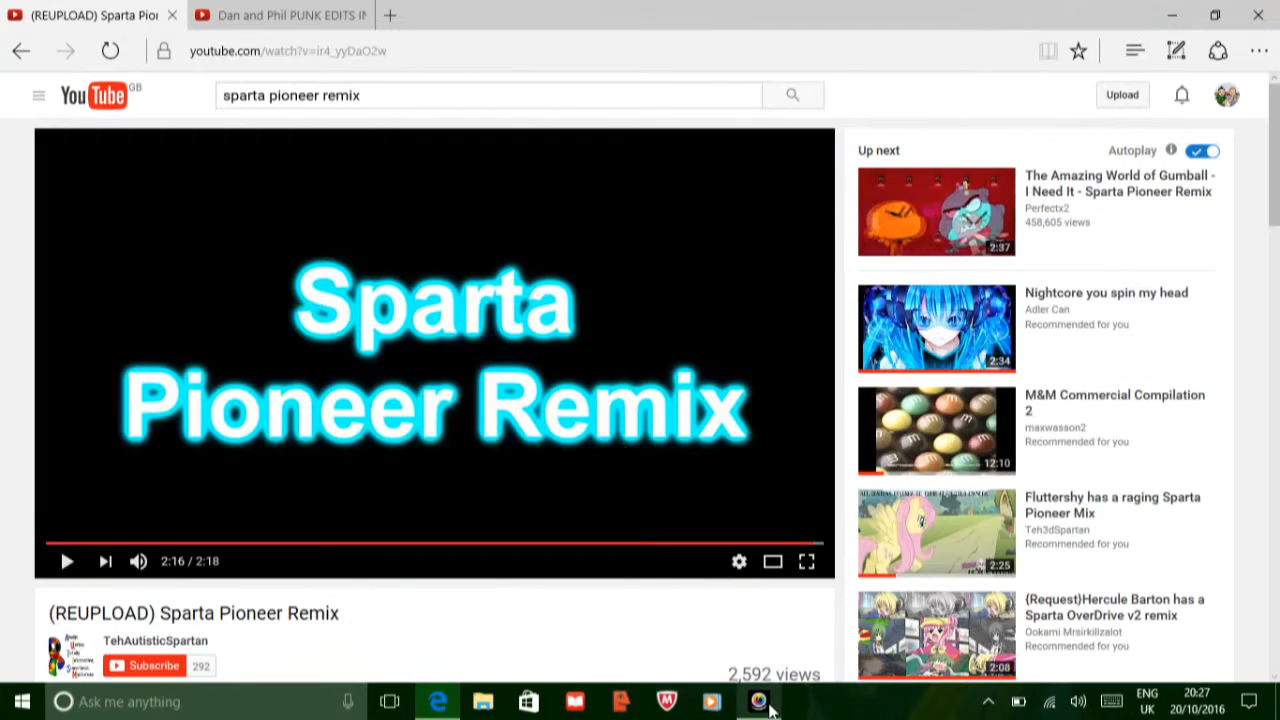 (REUPLOAD) Sparta Pio
Dan and Phil PUNK EDITS IN
youtube.com/watch?v=ir4_yyDaO2w
YouTube GB
sparta pioneer remix
Upload
Sparta
Pioneer Remix
2:16 / 2:18
(REUPLOAD) Sparta Pioneer Remix
TehAutisticSpartan
Subscribe 292
2,592 views
Up next
Autoplay
The Amazing World of Gumball -
I Need It - Sparta Pioneer Remix
Perfectx2
458,605 views
2:37
Nightcore you spin my head
Adler Can
Recommended for you
2:34
M&M Commercial Compilation
2
maxwasson2
Recommended for you
12:10
Fluttershy has a raging Sparta
Pioneer Mix
Teh3dSpartan
Recommended for you
2:25
{Request}Hercule Barton has a
Sparta OverDrive v2 remix
Ookami Mrsirkillzalot
Recommended for you
2:08
Ask me anything
ENG
UK
20:27
20/10/2016